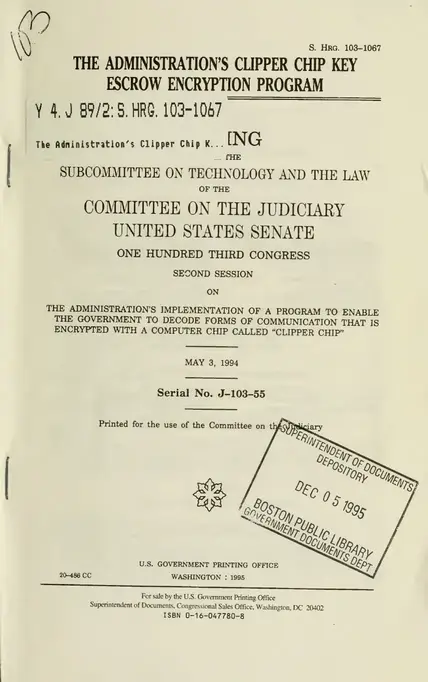 103
S. HRG. 103-1067
THE ADMINISTRATION'S CLIPPER CHIP KEY
ESCROW ENCRYPTION PROGRAM
Y 4. J 89/2: S. HRG. 103-1067
The Administration's Clipper Chip K... ING
THE
SUBCOMMITTEE ON TECHNOLOGY AND THE LAW
OF THE
COMMITTEE ON THE JUDICIARY
UNITED STATES SENATE
ONE HUNDRED THIRD CONGRESS
SECOND SESSION
ON
THE ADMINISTRATION'S IMPLEMENTATION OF A PROGRAM TO ENABLE
THE GOVERNMENT TO DECODE FORMS OF COMMUNICATION THAT IS
ENCRYPTED WITH A COMPUTER CHIP CALLED "CLIPPER CHIP"
MAY 3, 1994
Serial No. J-103-55
Printed for the use of the Committee on the Judiciary
SUPERINTENDENT OF DOCUMENTS
DEPOSITORY
DEC 05 1995
BOSTON PUBLIC LIBRARY
GOVERNMENT DOCUMENTS DEPT
U.S. GOVERNMENT PRINTING OFFICE
20-486 CC
WASHINGTON : 1995
For sale by the U.S. Government Printing Office
Superintendent of Documents, Congressional Sales Office, Washington, DC 20402
ISBN 0-16-047780-8